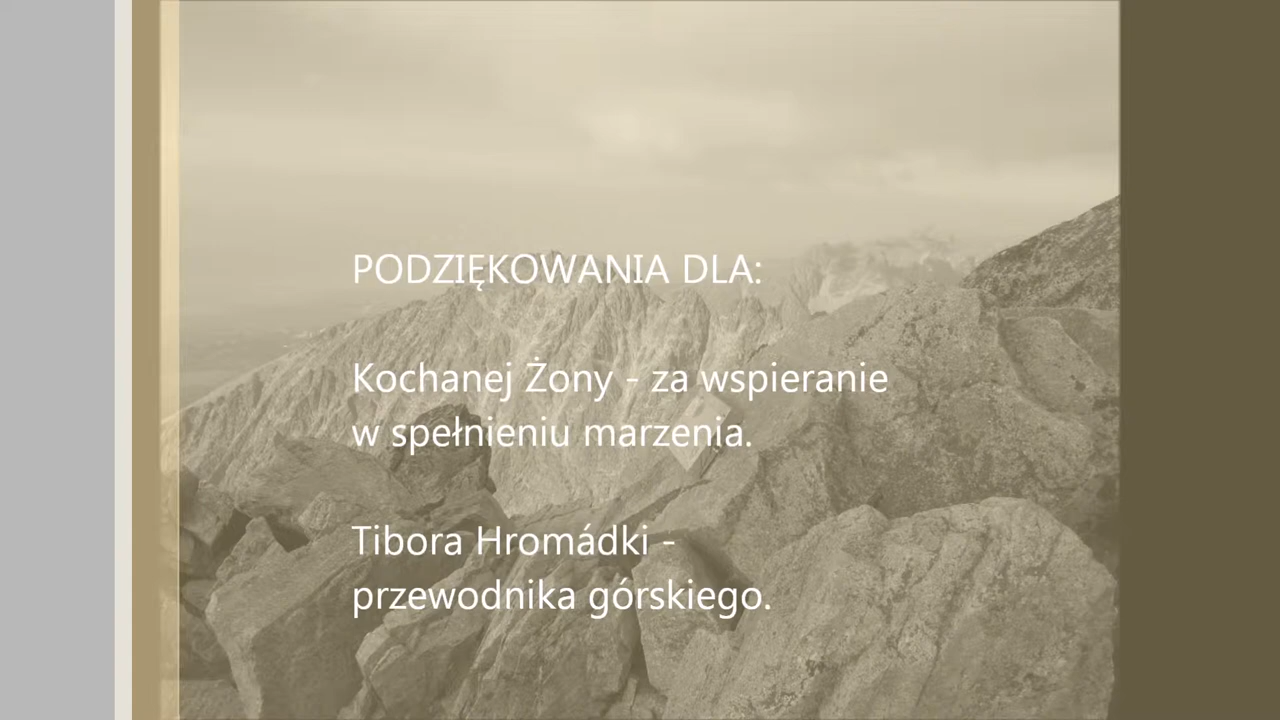 PODZIĘKOWANIA DLA:
Kochanej Żony - za wspieranie
w spełnieniu marzenia.
Tibora Hromádki -
przewodnika górskiego.